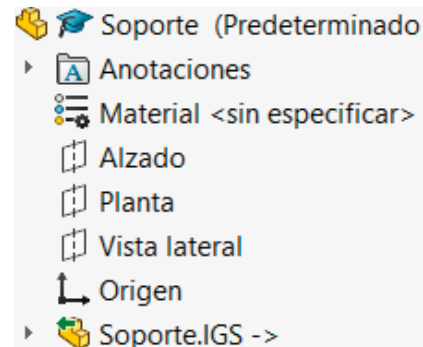 Soporte (Predeterminado
Anotaciones
Material <sin especificar>
Alzado
Planta
Vista lateral
Origen
Soporte.IGS ->